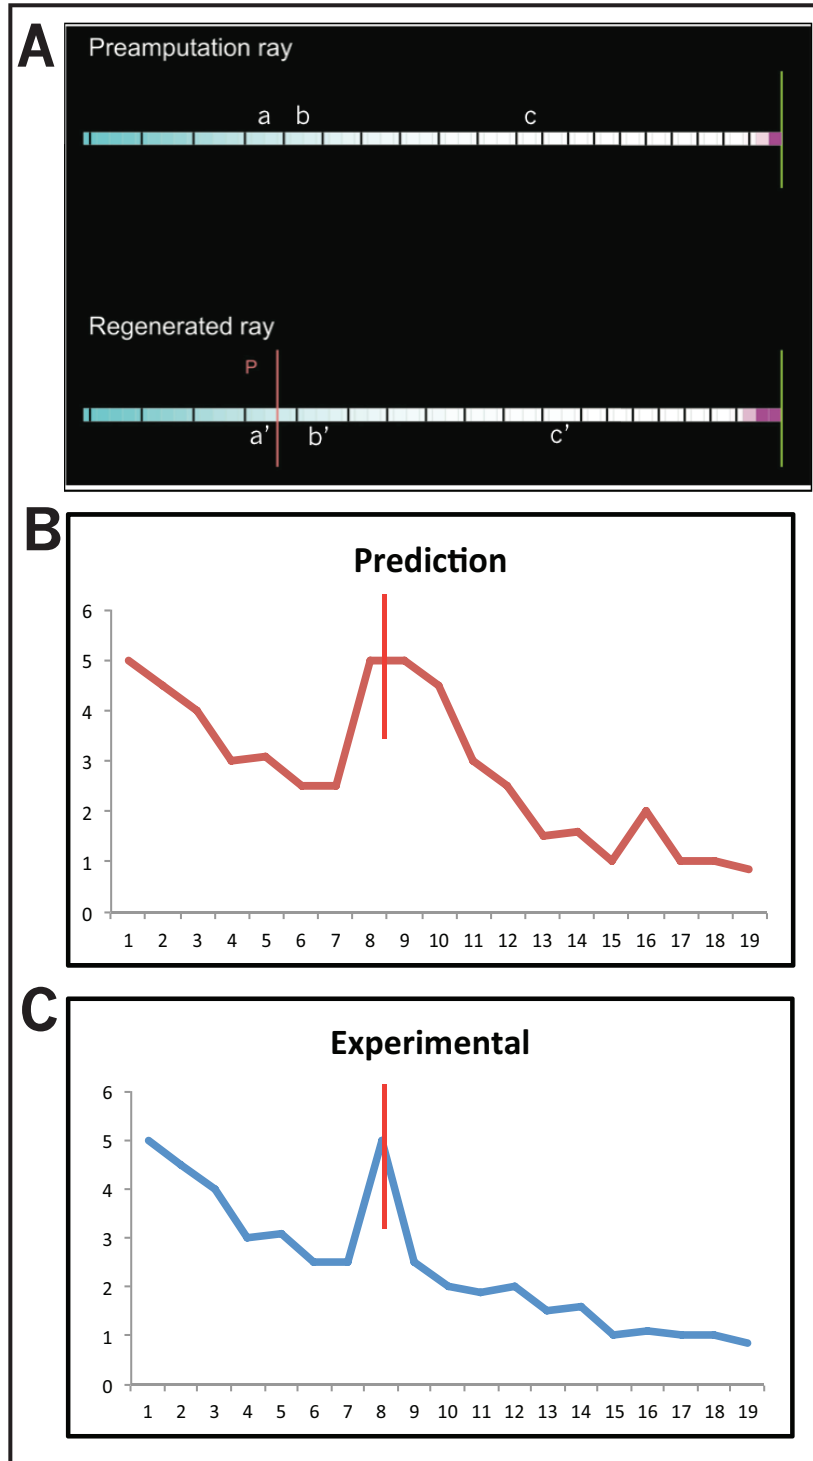 A
Preamputation ray
a b c
Regenerated ray
P
a’ b’ c’
B
Prediction
6
5
4
3
2
1
0
1 2 3 4 5 6 7 8 9 10 11 12 13 14 15 16 17 18 19
C
Experimental
6
5
4
3
2
1
0
1 2 3 4 5 6 7 8 9 10 11 12 13 14 15 16 17 18 19